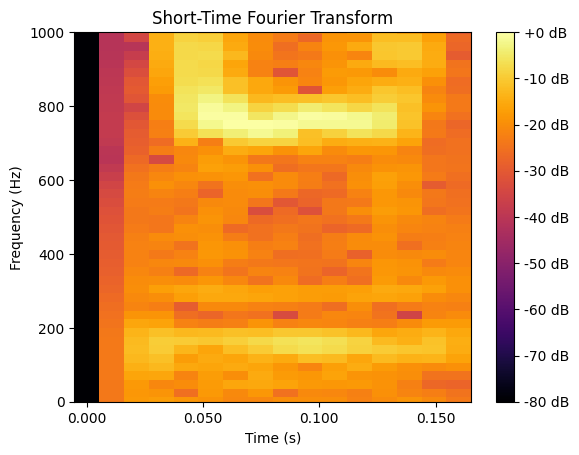 Short-Time Fourier Transform
Frequency (Hz)
1000
800
600
400
200
0
0.000
0.050
0.100
0.150
Time (s)
+0 dB
-10 dB
-20 dB
-30 dB
-40 dB
-50 dB
-60 dB
-70 dB
-80 dB